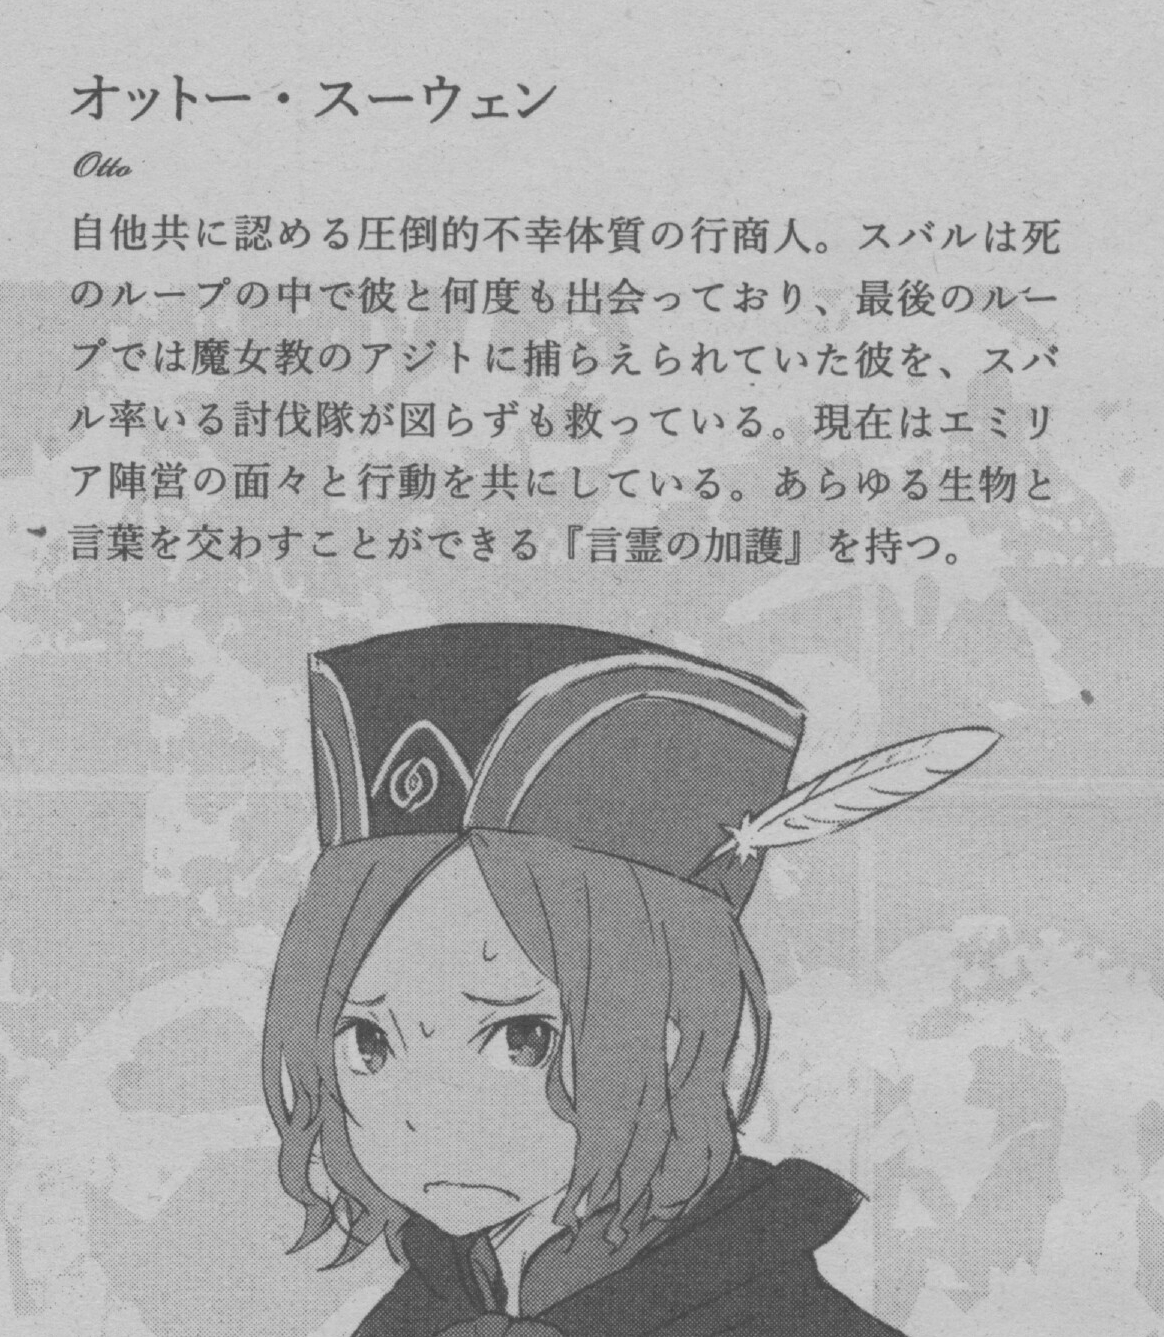 オットー・スーウェン
Otto
自他共に認める圧倒的不幸体質の行商人。スバルは死
のループの中で彼と何度も出会っており、最後のルー
プでは魔女教のアジトに捕らえられていた彼を、スバ
ル率いる討伐隊が図らずも救っている。現在はエミリ
ア陣営の面々と行動を共にしている。あらゆる生物と
言葉を交わすことができる『言霊の加護』を持つ。